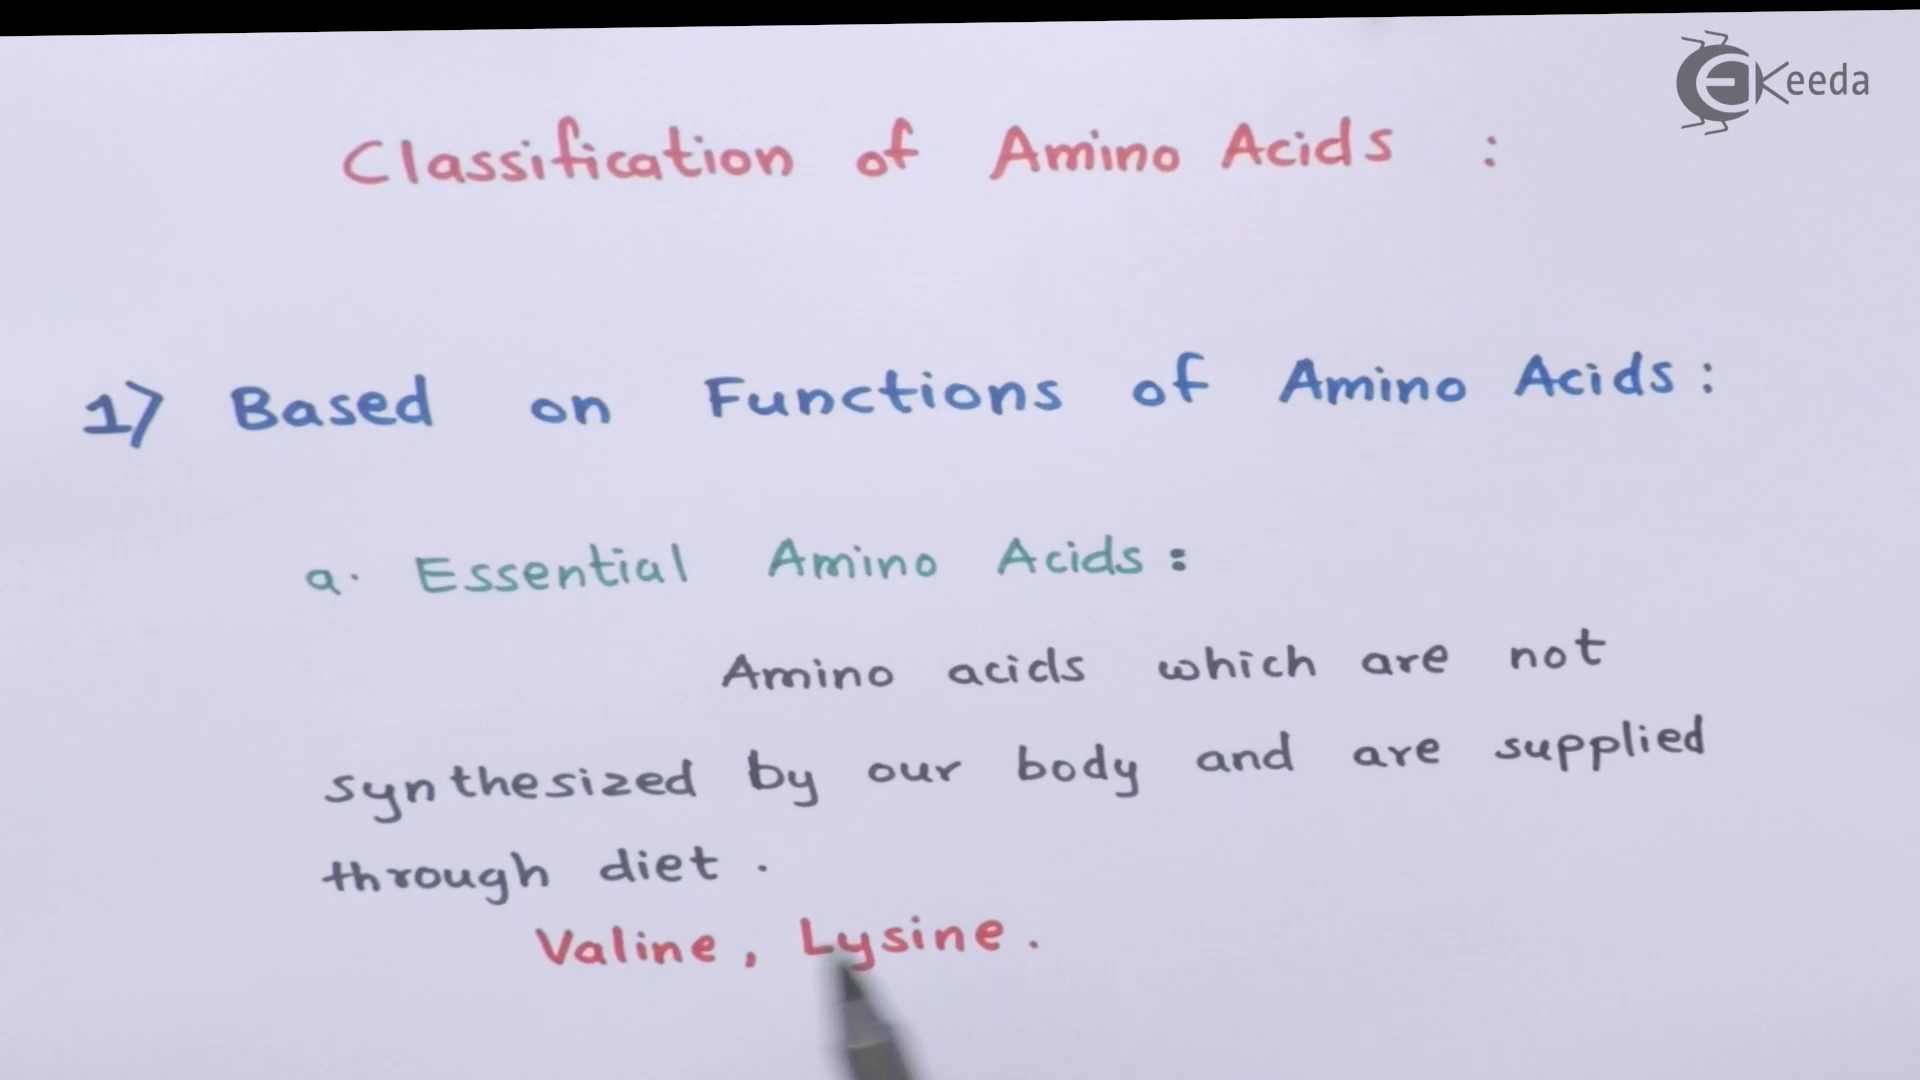 EKeeda
Classification of Amino Acids :
1) Based on Functions of Amino Acids :
a. Essential Amino Acids :
Amino acids which are not
synthesized by our body and are supplied
through diet .
Valine , Lysine .